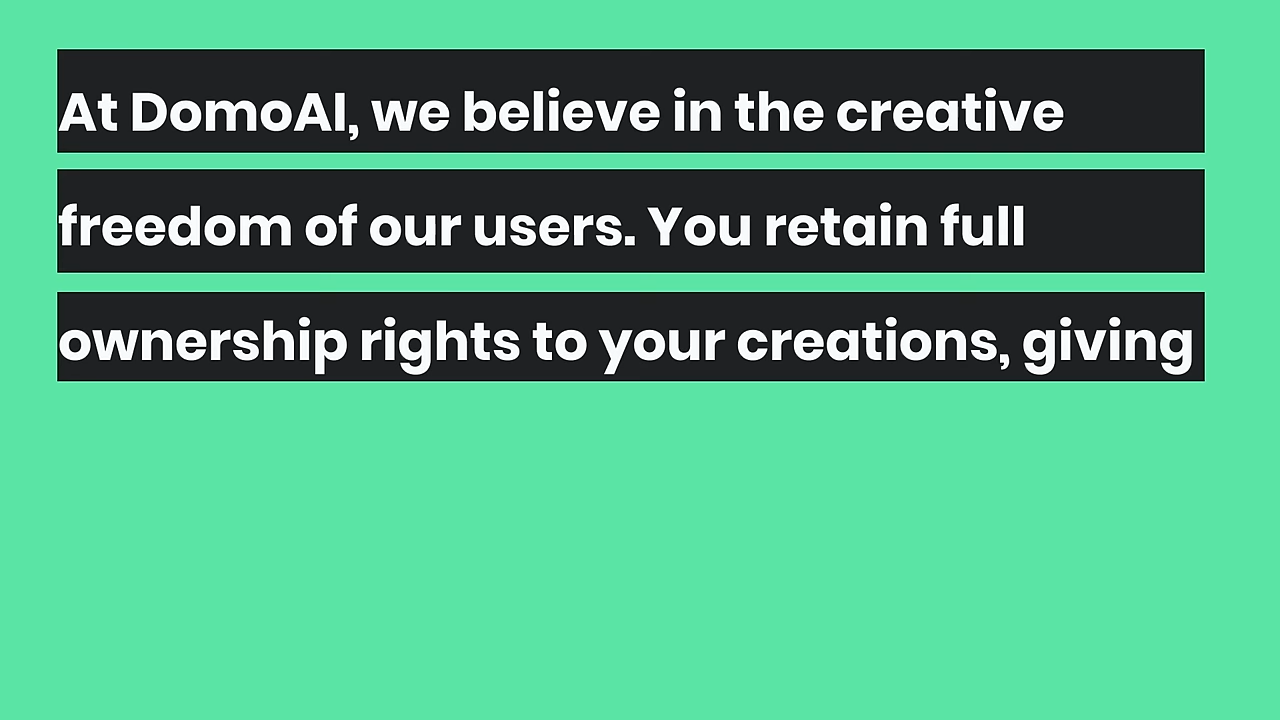 At DomoAI, we believe in the creative
freedom of our users. You retain full
ownership rights to your creations, giving